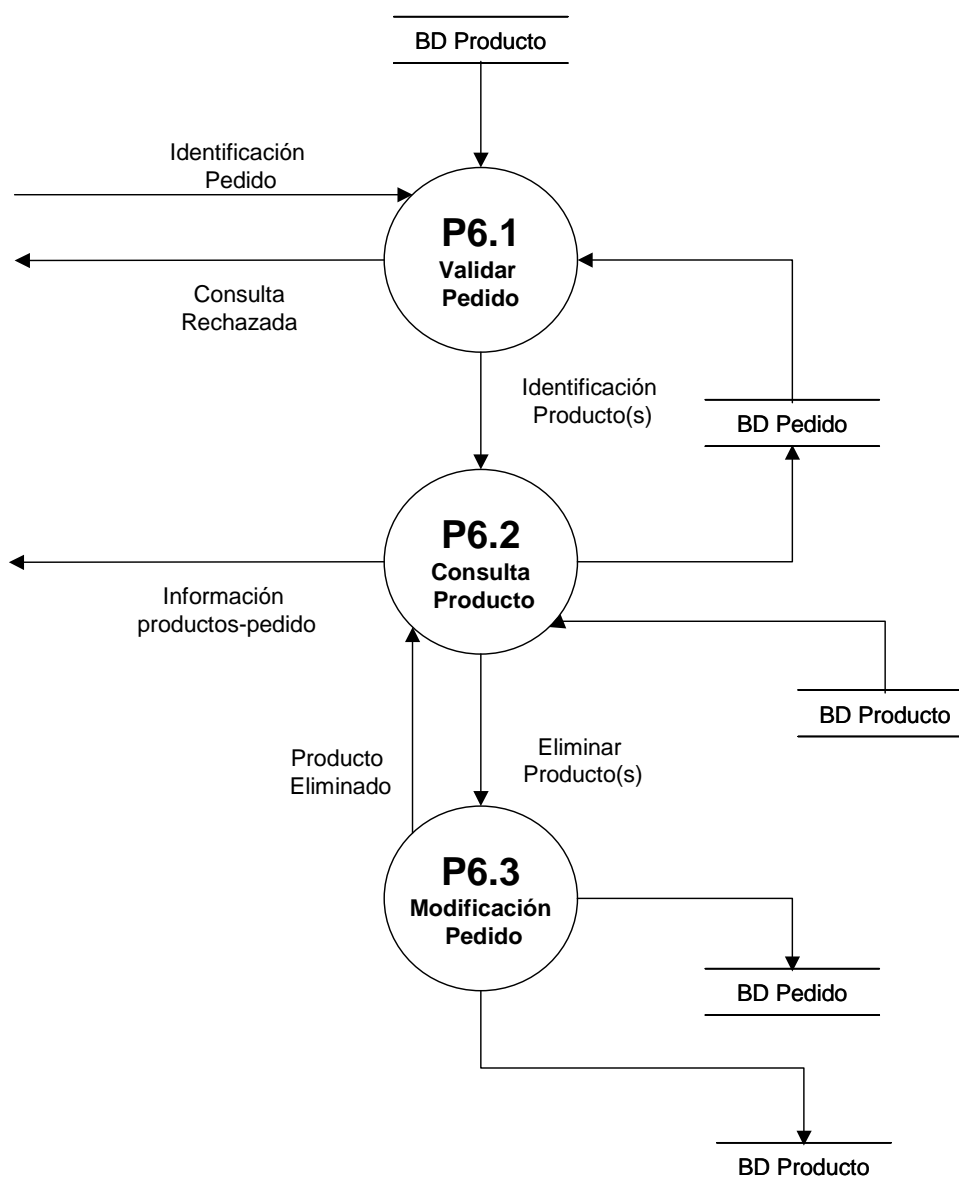 BD Producto
Identificación
Pedido
P6.1
Validar
Pedido
Consulta
Rechazada
Identificación
Producto(s)
BD Pedido
P6.2
Consulta
Producto
Información
productos-pedido
BD Producto
Producto
Eliminado
Eliminar
Producto(s)
P6.3
Modificación
Pedido
BD Pedido
BD Producto